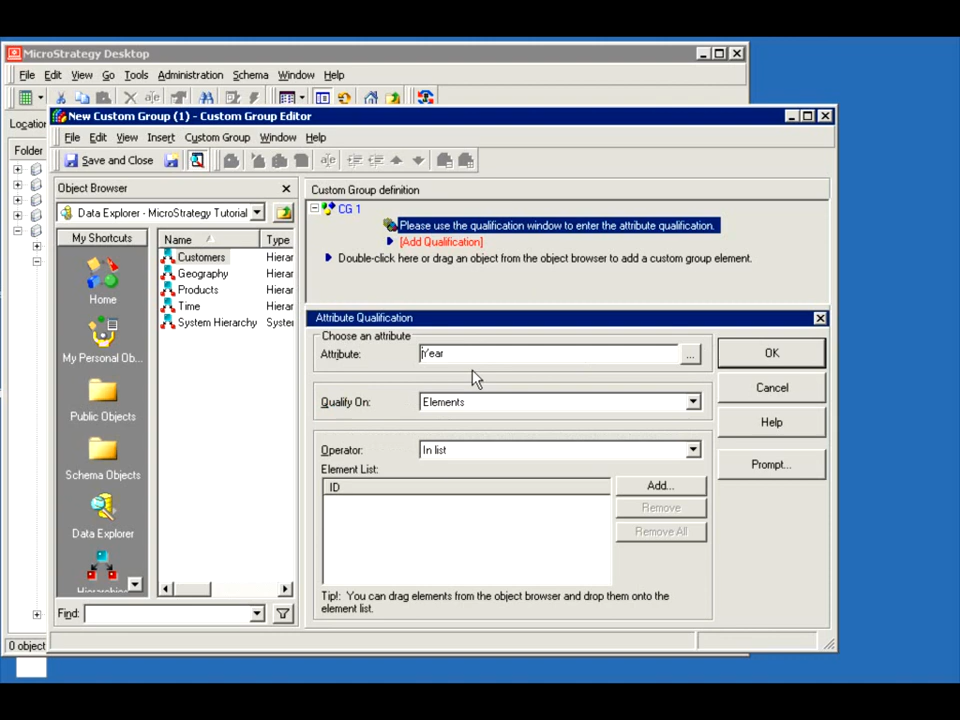 MicroStrategy Desktop
File Edit View Go Tools Administration Schema Window Help
Location
New Custom Group (1) - Custom Group Editor
File Edit View Insert Custom Group Window Help
Folder
Save and Close
Object Browser
Data Explorer - MicroStrategy Tutorial
My Shortcuts
Home
My Personal Ob...
Public Objects
Schema Objects
Data Explorer
Hierarchies
Name Type
Customers Hierar
Geography Hierar
Products Hierar
Time Hierar
System Hierarchy System
Find:
Custom Group definition
CG 1
Please use the qualification window to enter the attribute qualification.
[Add Qualification]
Double-click here or drag an object from the object browser to add a custom group element.
Attribute Qualification
Choose an attribute
Attribute: Year ...
Qualify On: Elements
Operator: In list
Element List:
ID
Add...
Remove
Remove All
Tip!: You can drag elements from the object browser and drop them onto the
element list.
OK
Cancel
Help
Prompt...
0 object